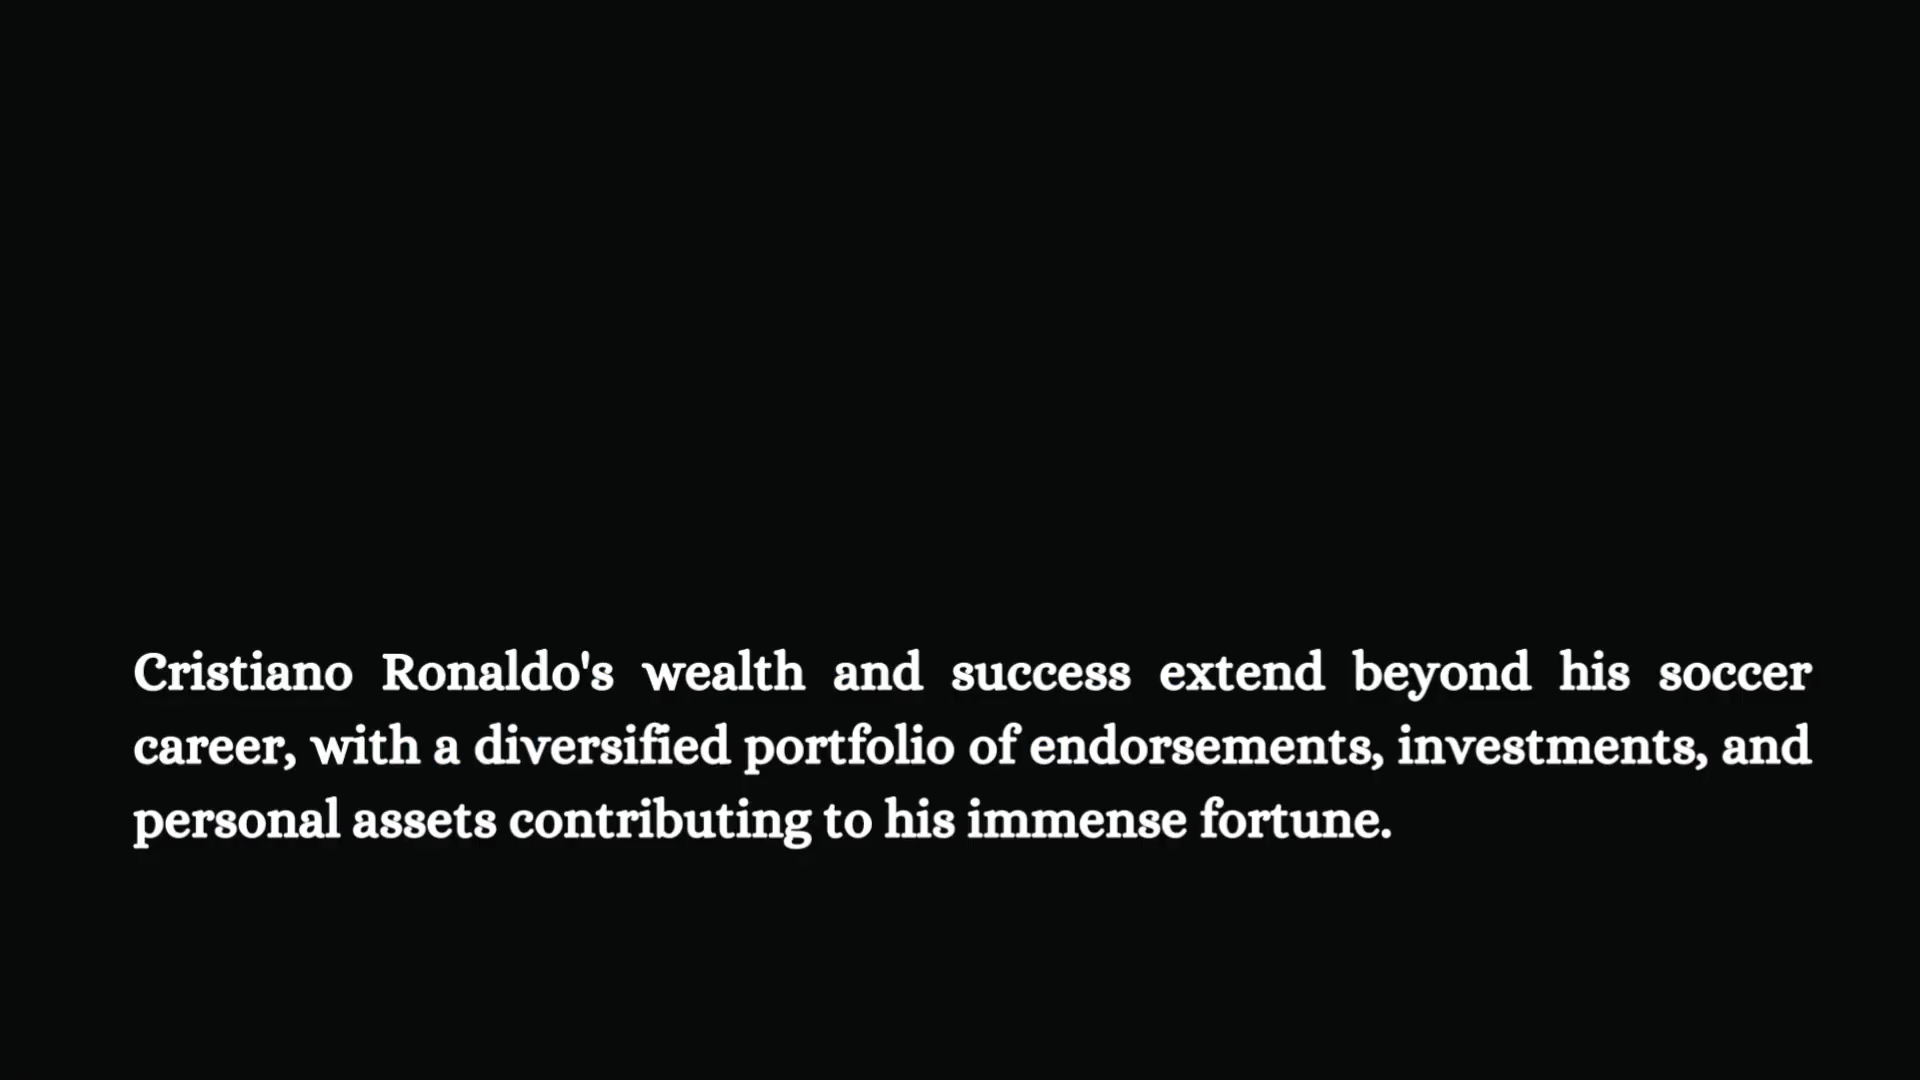 Cristiano Ronaldo's wealth and success extend beyond his soccer
career, with a diversified portfolio of endorsements, investments, and
personal assets contributing to his immense fortune.